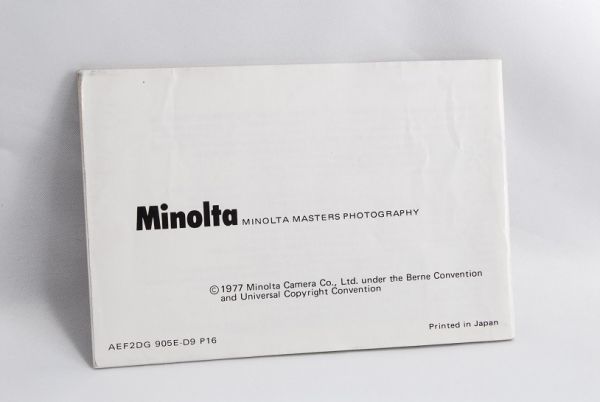 Minolta MINOLTA MASTERS PHOTOGRAPHY
©1977 Minolta Camera Co., Ltd. under the Berne Convention
and Universal Copyright Convention
Printed in Japan
AEF2DG 905E-D9 P16